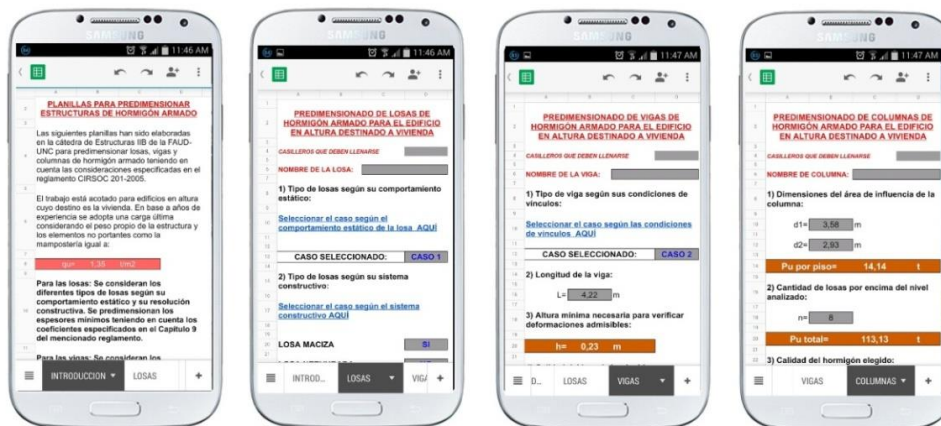 SAMSUNG
11:46 AM
PLANILLAS PARA PREDIMENSIONAR
ESTRUCTURAS DE HORMIGÓN ARMADO
Las siguientes planillas han sido elaboradas
en la cátedra de Estructuras IIB de la FAUD-
UNC para predimensionar losas, vigas y
columnas de hormigón armado teniendo en
cuenta las consideraciones especificadas en el
reglamento CIRSOC 201-2005.
El trabajo está acotado para edificios en altura
cuyo destino es la vivienda. En base a años de
experiencia se adopta una carga última
considerando el peso propio de la estructura y
los elementos no portantes como la
mampostería igual a:
qu= 1,35 t/m2
Para las losas: Se consideran los
diferentes tipos de losas según su
comportamiento estático y su resolución
constructiva. Se predimensionan los
espesores mínimos teniendo en cuenta los
coeficientes especificados en el Capítulo 9
del mencionado reglamento.
Para las vigas: Se consideran los
INTRODUCCION
LOSAS
+
SAMSUNG
11:46 AM
PREDIMENSIONADO DE LOSAS DE
HORMIGÓN ARMADO PARA EL EDIFICIO
EN ALTURA DESTINADO A VIVIENDA
CASILLEROS QUE DEBEN LLENARSE
NOMBRE DE LA LOSA:
1) Tipo de losas según su comportamiento
estático:
Seleccionar el caso según el
comportamiento estático de la losa AQUÍ
CASO SELECCIONADO: CASO 1
2) Tipo de losas según su sistema
constructivo:
Seleccionar el caso según el sistema
constructivo AQUÍ
LOSA MACIZA SI
INTROD...
LOSAS
VIGA
+
SAMSUNG
11:47 AM
PREDIMENSIONADO DE VIGAS DE
HORMIGÓN ARMADO PARA EL EDIFICIO
EN ALTURA DESTINADO A VIVIENDA
CASILLEROS QUE DEBEN LLENARSE
NOMBRE DE LA VIGA:
1) Tipo de viga según sus condiciones de
vínculos:
Seleccionar el caso según las condiciones
de vínculos AQUÍ
CASO SELECCIONADO: CASO 2
2) Longitud de la viga:
L= 4,22 m
3) Altura mínima necesaria para verificar
deformaciones admisibles:
h= 0,23 m
D...
LOSAS
VIGAS
+
SAMSUNG
11:47 AM
PREDIMENSIONADO DE COLUMNAS DE
HORMIGÓN ARMADO PARA EL EDIFICIO
EN ALTURA DESTINADO A VIVIENDA
CASILLEROS QUE DEBEN LLENARSE
NOMBRE DE COLUMNA:
1) Dimensiones del área de influencia de la
columna:
d1= 3,58 m
d2= 2,93 m
Pu por piso= 14,14 t
2) Cantidad de losas por encima del nivel
analizado:
n= 8
Pu total= 113,13 t
3) Calidad del hormigón elegido:
VIGAS
COLUMNAS
+